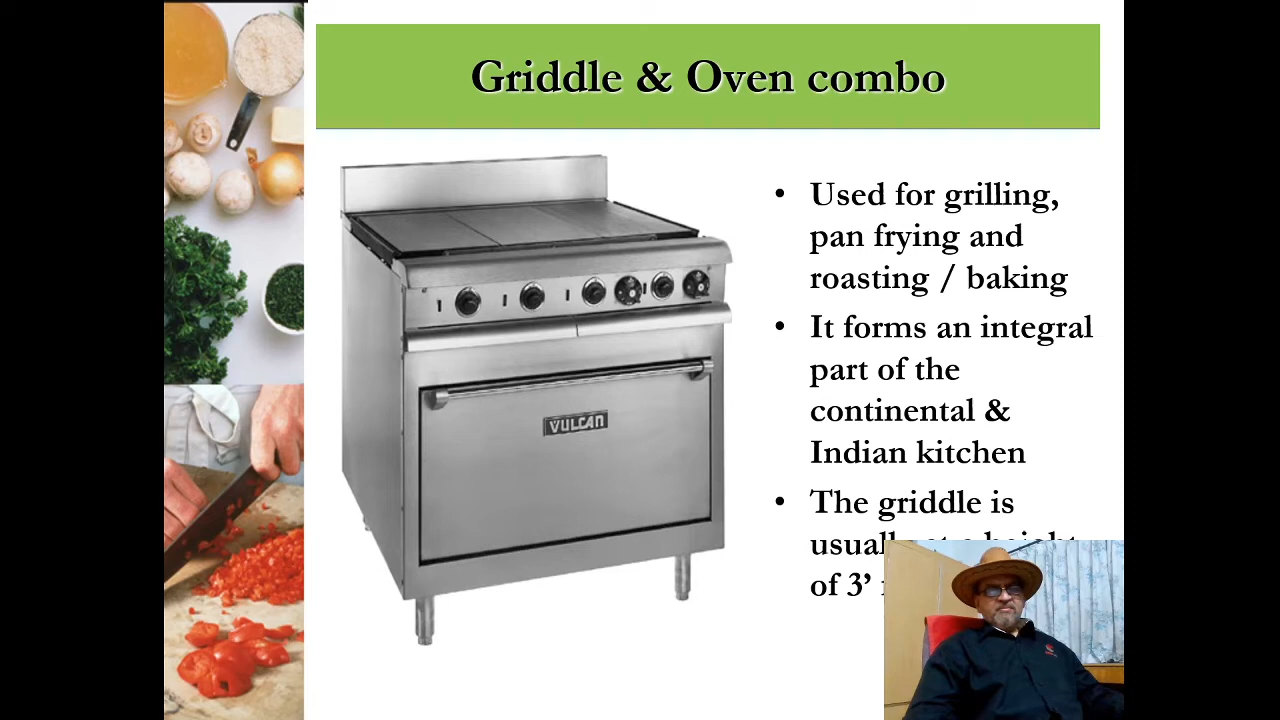 Griddle & Oven combo
VULCAN
• Used for grilling,
pan frying and
roasting / baking
• It forms an integral
part of the
continental &
Indian kitchen
• The griddle is
of 3’